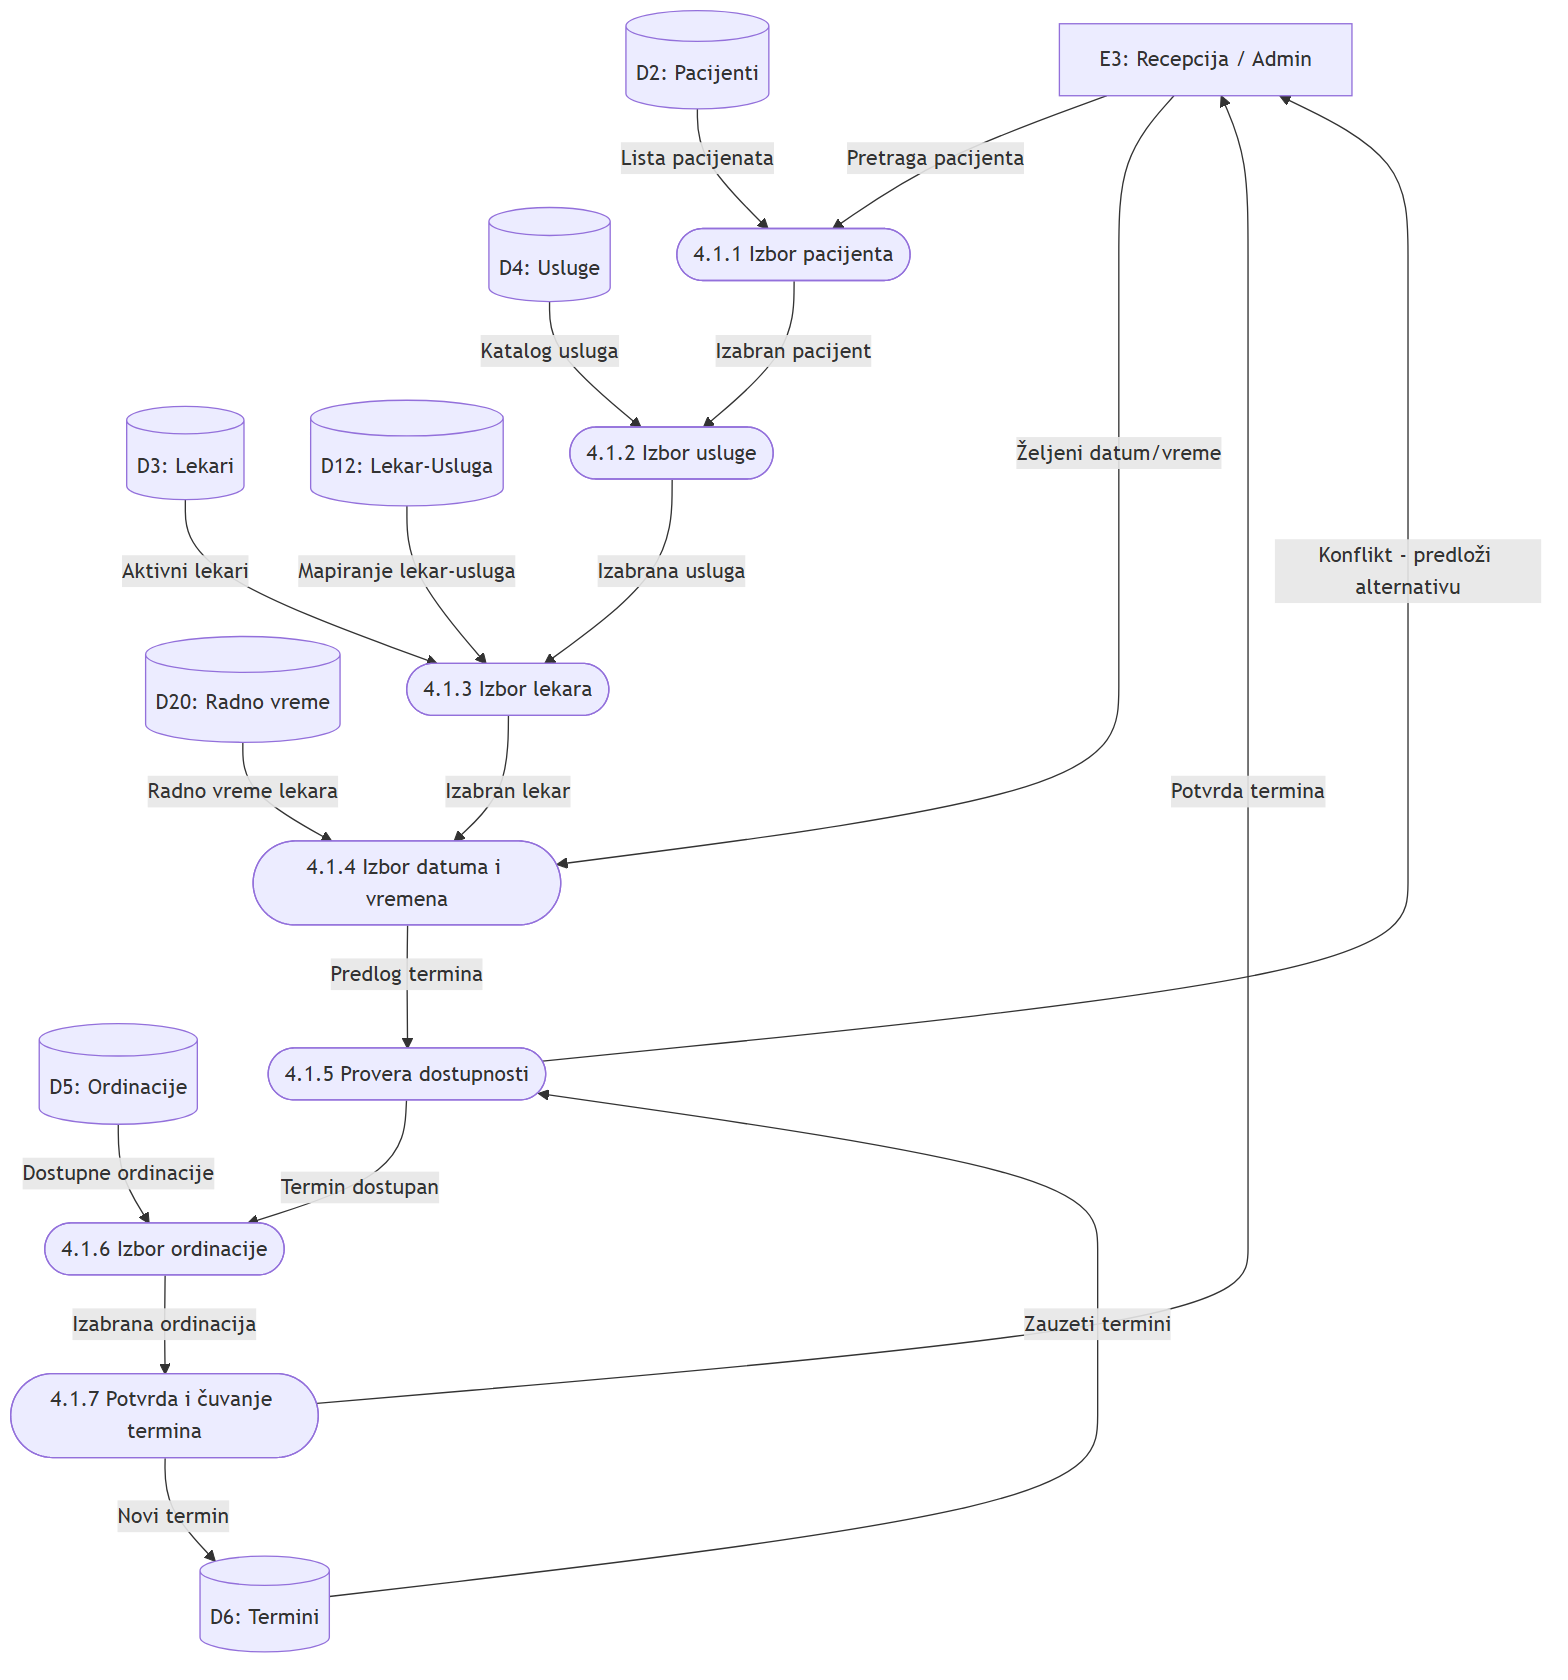 D2: Pacijenti
E3: Recepcija / Admin
Lista pacijenata
Pretraga pacijenta
D4: Usluge
4.1.1 Izbor pacijenta
Katalog usluga
Izabran pacijent
D3: Lekari
D12: Lekar-Usluga
4.1.2 Izbor usluge
Željeni datum/vreme
Aktivni lekari
Mapiranje lekar-usluga
Izabrana usluga
Konflikt - predloži
alternativu
D20: Radno vreme
4.1.3 Izbor lekara
Radno vreme lekara
Izabran lekar
Potvrda termina
4.1.4 Izbor datuma i
vremena
Predlog termina
D5: Ordinacije
4.1.5 Provera dostupnosti
Dostupne ordinacije
Termin dostupan
4.1.6 Izbor ordinacije
Izabrana ordinacija
Zauzeti termini
4.1.7 Potvrda i čuvanje
termina
Novi termin
D6: Termini